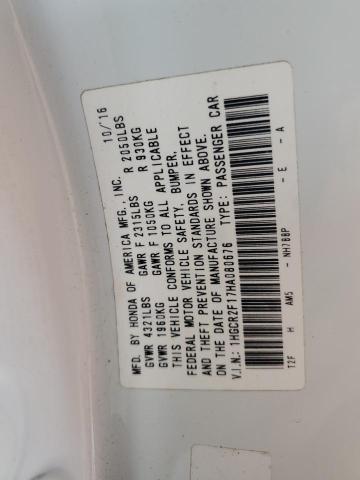 MFD. BY HONDA OF AMERICA MFG., INC. 10/'16
GVWR 4321LBS GAWR F 2315LBS R 2050LBS
GVWR 1960KG GAWR F 1050KG R 930KG
THIS VEHICLE CONFORMS TO ALL APPLICABLE
FEDERAL MOTOR VEHICLE SAFETY, BUMPER,
AND THEFT PREVENTION STANDARDS IN EFFECT
ON THE DATE OF MANUFACTURE SHOWN ABOVE.
V.I.N.: 1HGCR2F17HA080676 TYPE: PASSENGER CAR
T2F H AM5 - NH788P - E - A